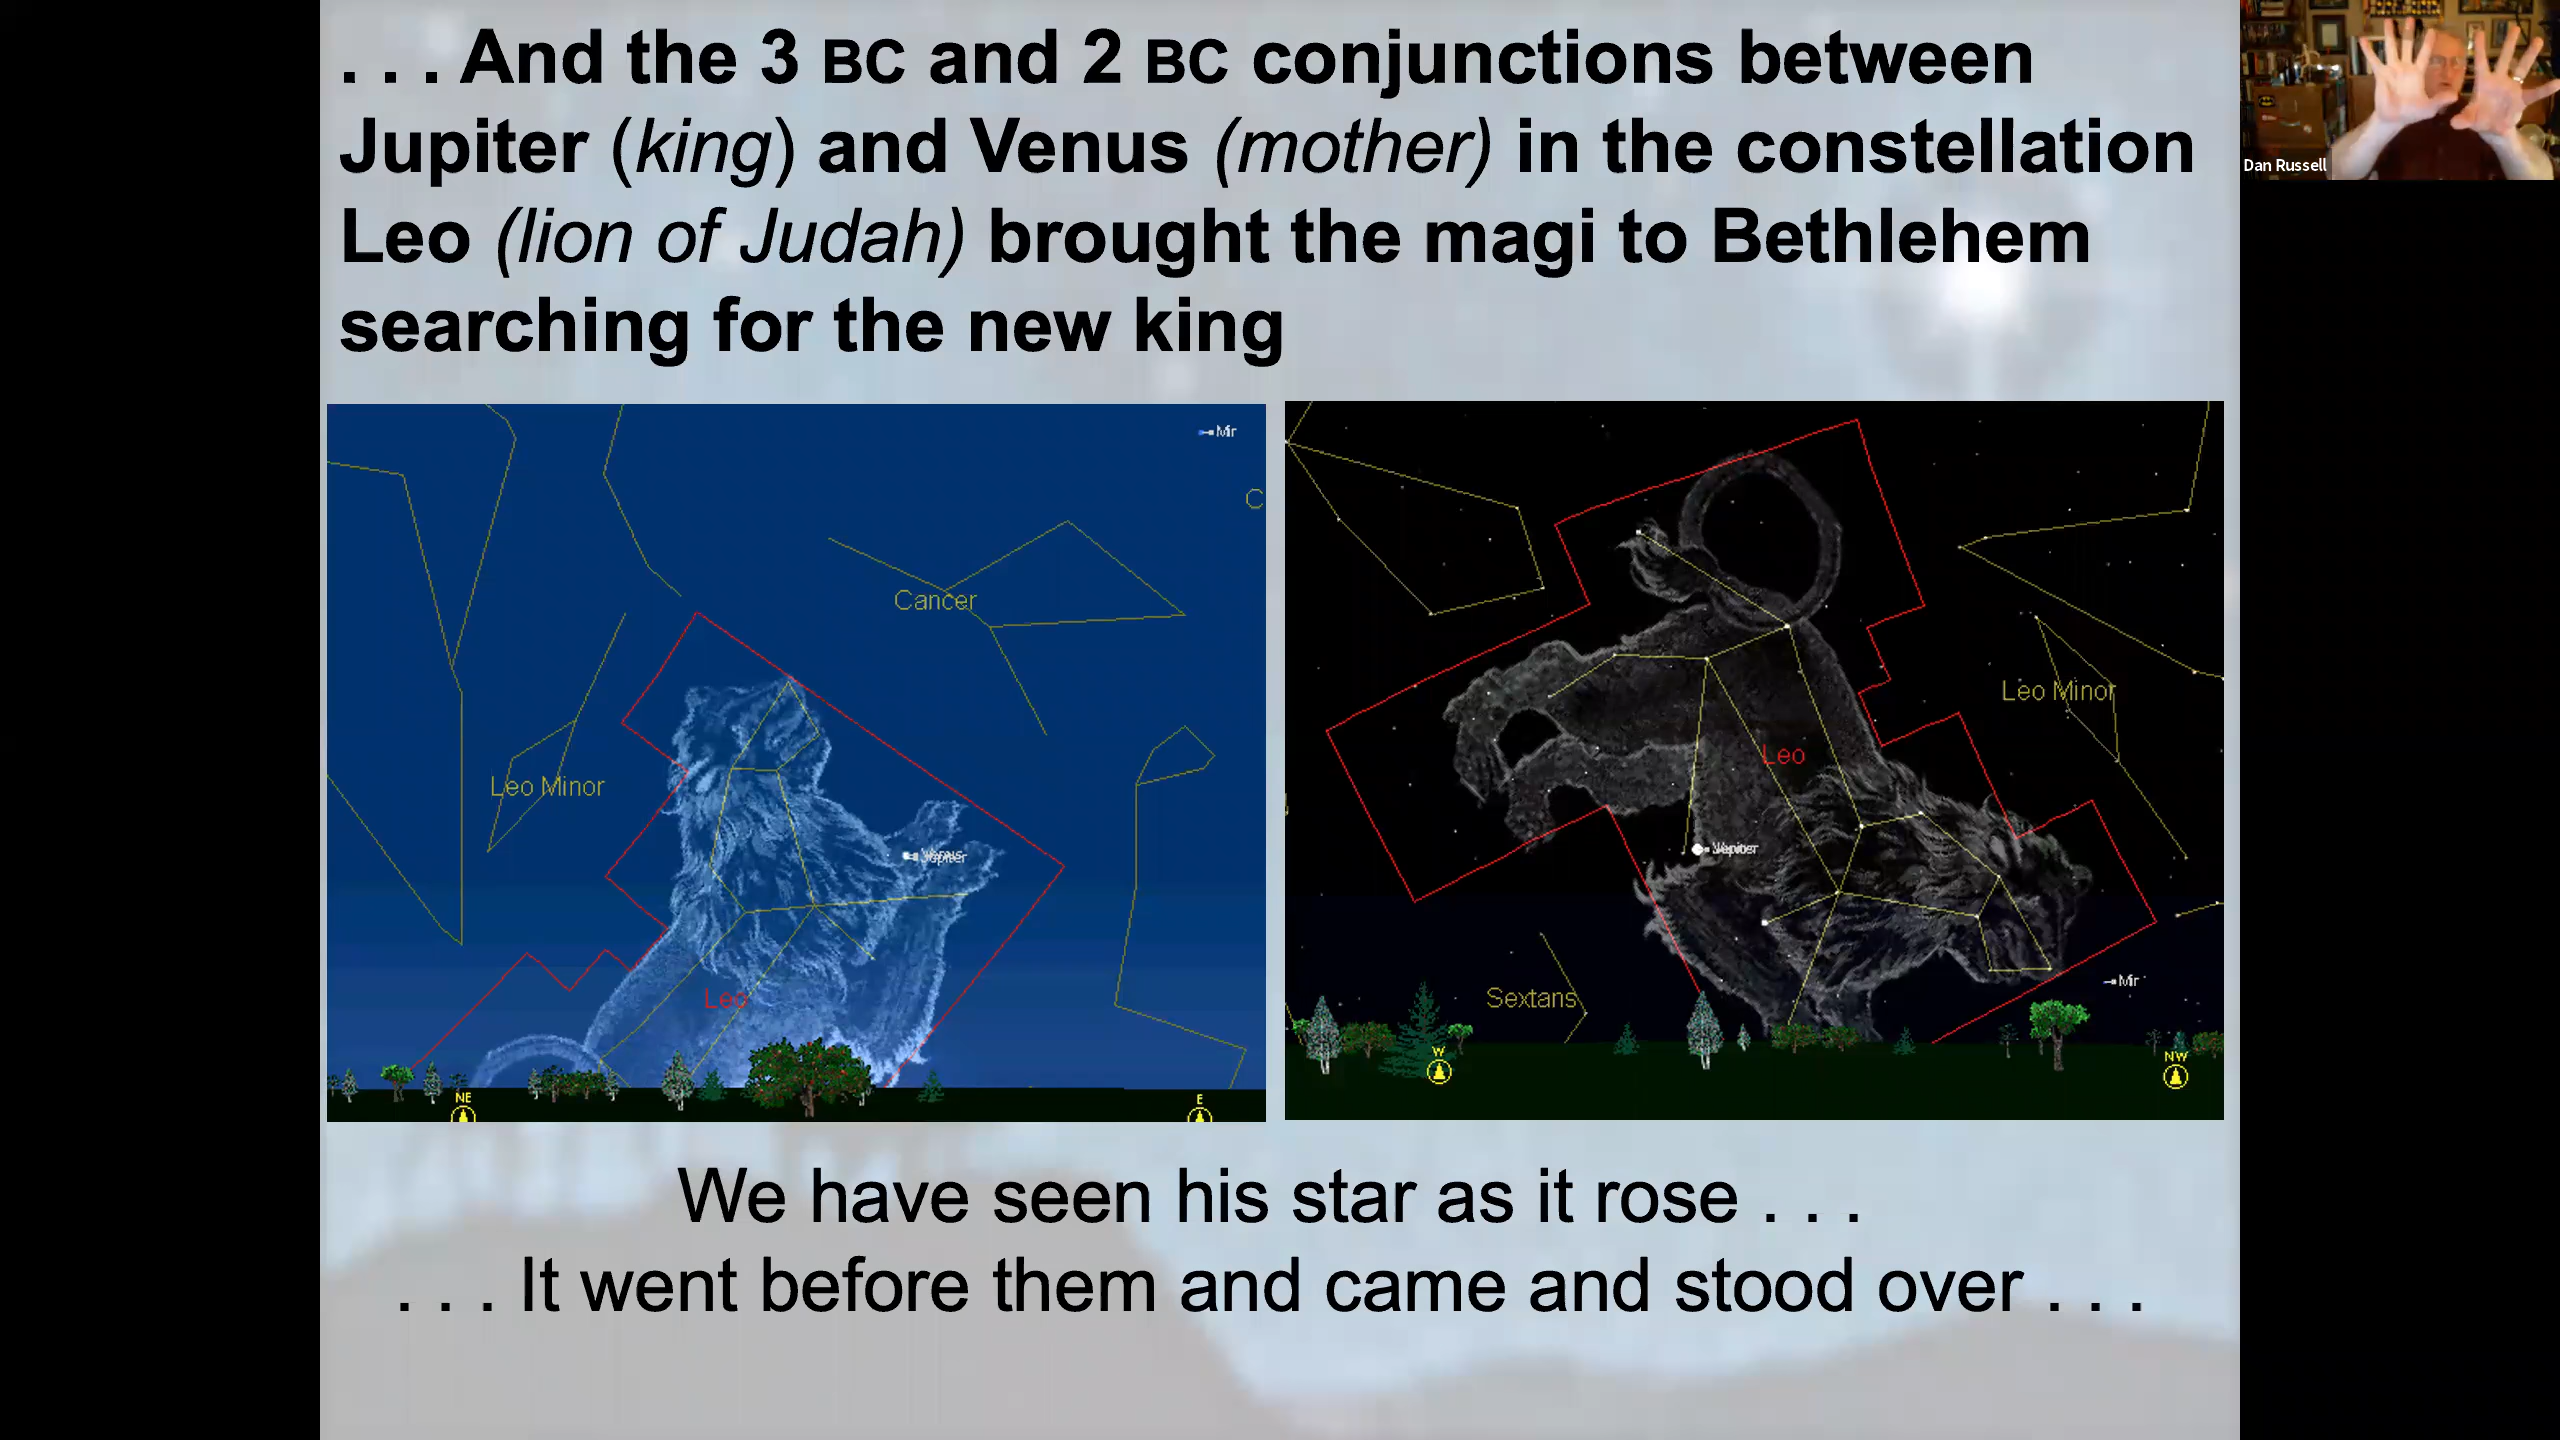 . . . And the 3 BC and 2 BC conjunctions between
Jupiter (king) and Venus (mother) in the constellation
Leo (lion of Judah) brought the magi to Bethlehem
searching for the new king
Dan Russell
Mir
C
Cancer
Leo Minor
Jupiter
Leo
NE
E
Leo Minor
Leo
Sextans
Mir
W
NW
We have seen his star as it rose . . .
. . . It went before them and came and stood over . . .